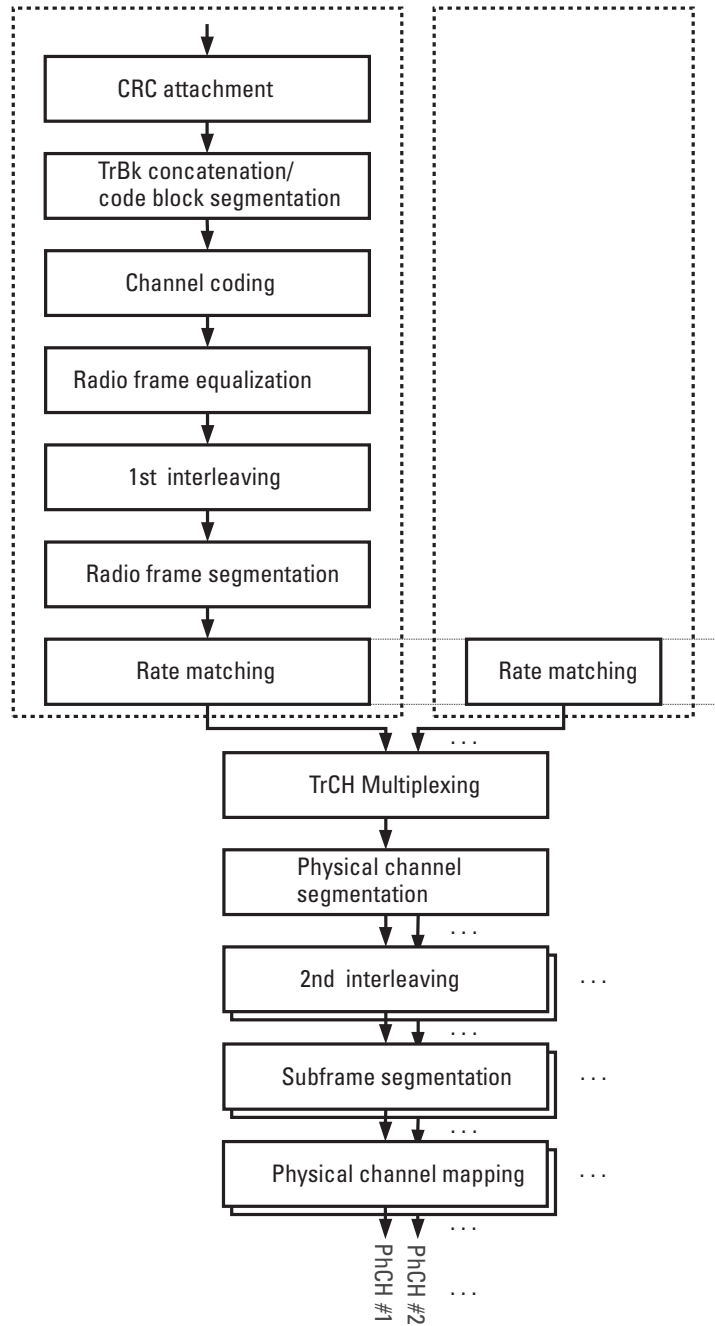 CRC attachment
TrBk concatenation/
code block segmentation
Channel coding
Radio frame equalization
1st interleaving
Radio frame segmentation
Rate matching
Rate matching
. . .
TrCH Multiplexing
Physical channel
segmentation
. . .
2nd interleaving
. . .
. . .
Subframe segmentation
. . .
. . .
Physical channel mapping
. . .
. . .
PhCH #1
PhCH #2
. . .